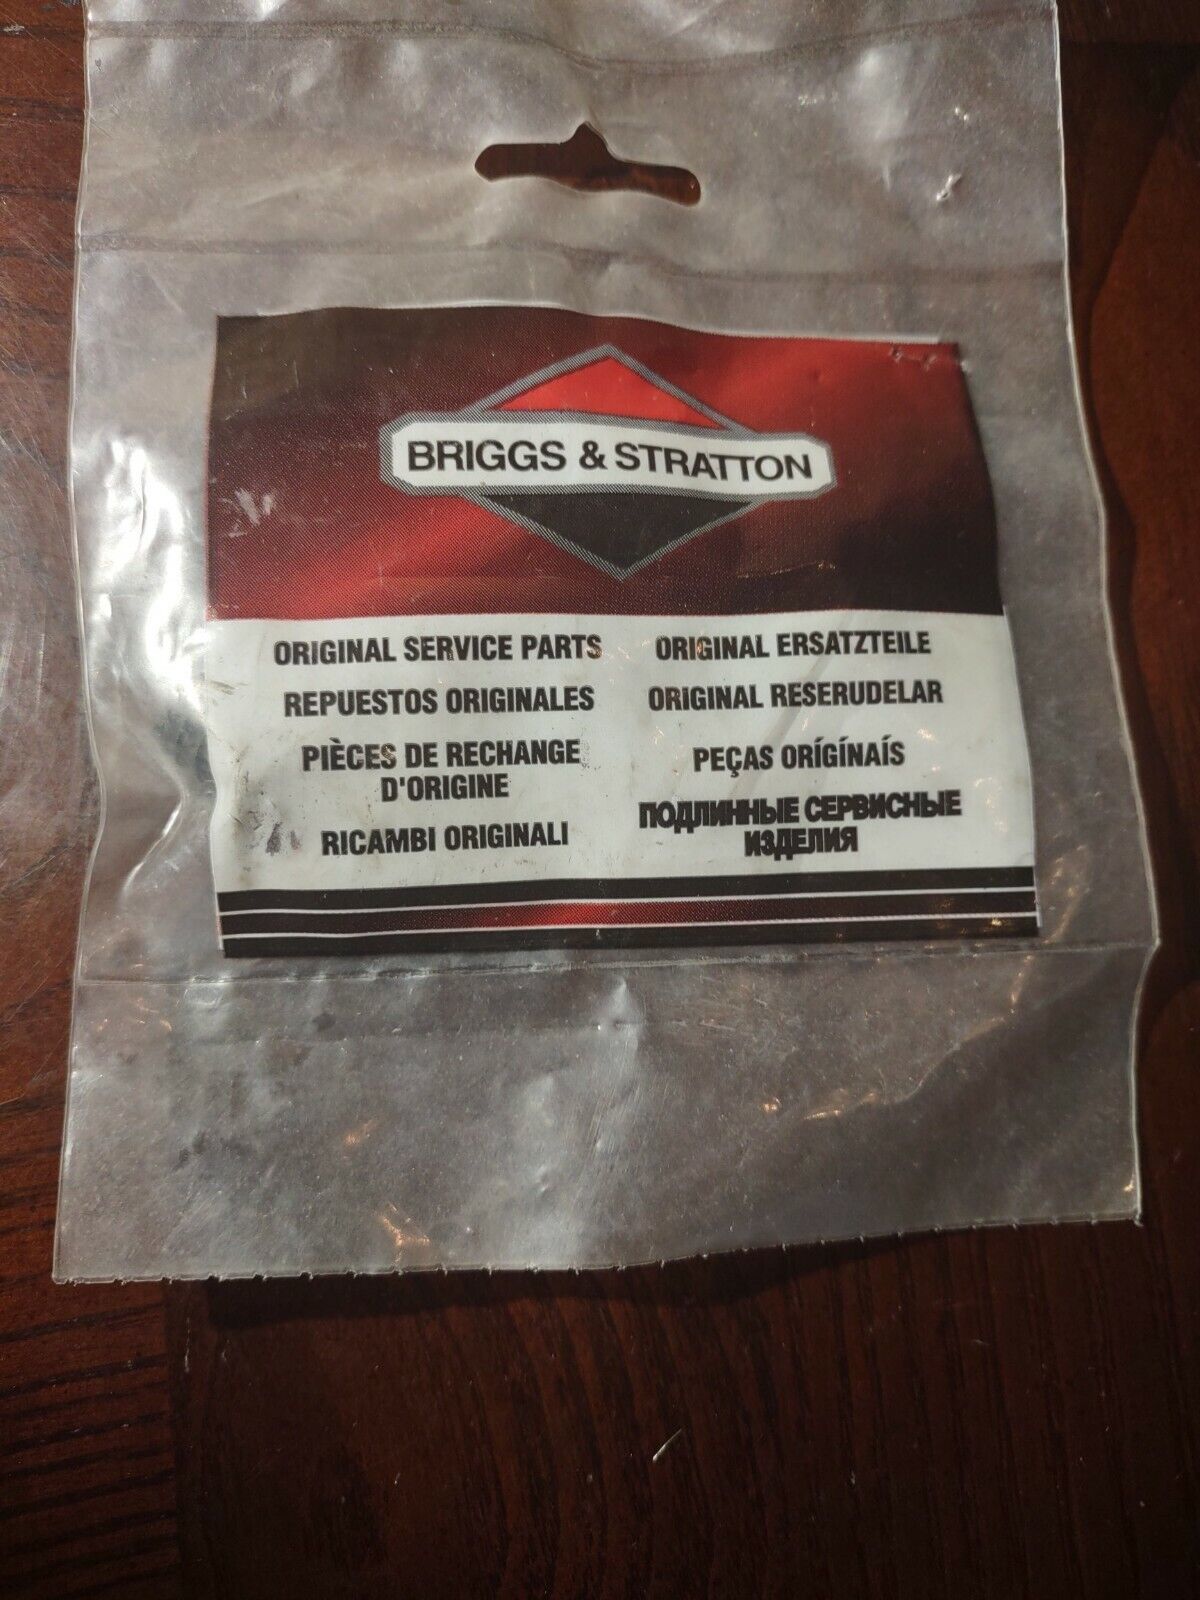 BRIGGS & STRATTON
ORIGINAL SERVICE PARTS
REPUESTOS ORIGINALES
PIÈCES DE RECHANGE
D'ORIGINE
RICAMBI ORIGINALI
ORIGINAL ERSATZTEILE
ORIGINAL RESERUDELAR
PEÇAS ORÍGÍNAÍS
ПОДЛИННЫЕ СЕРВИСНЫЕ
ИЗДЕЛИЯ